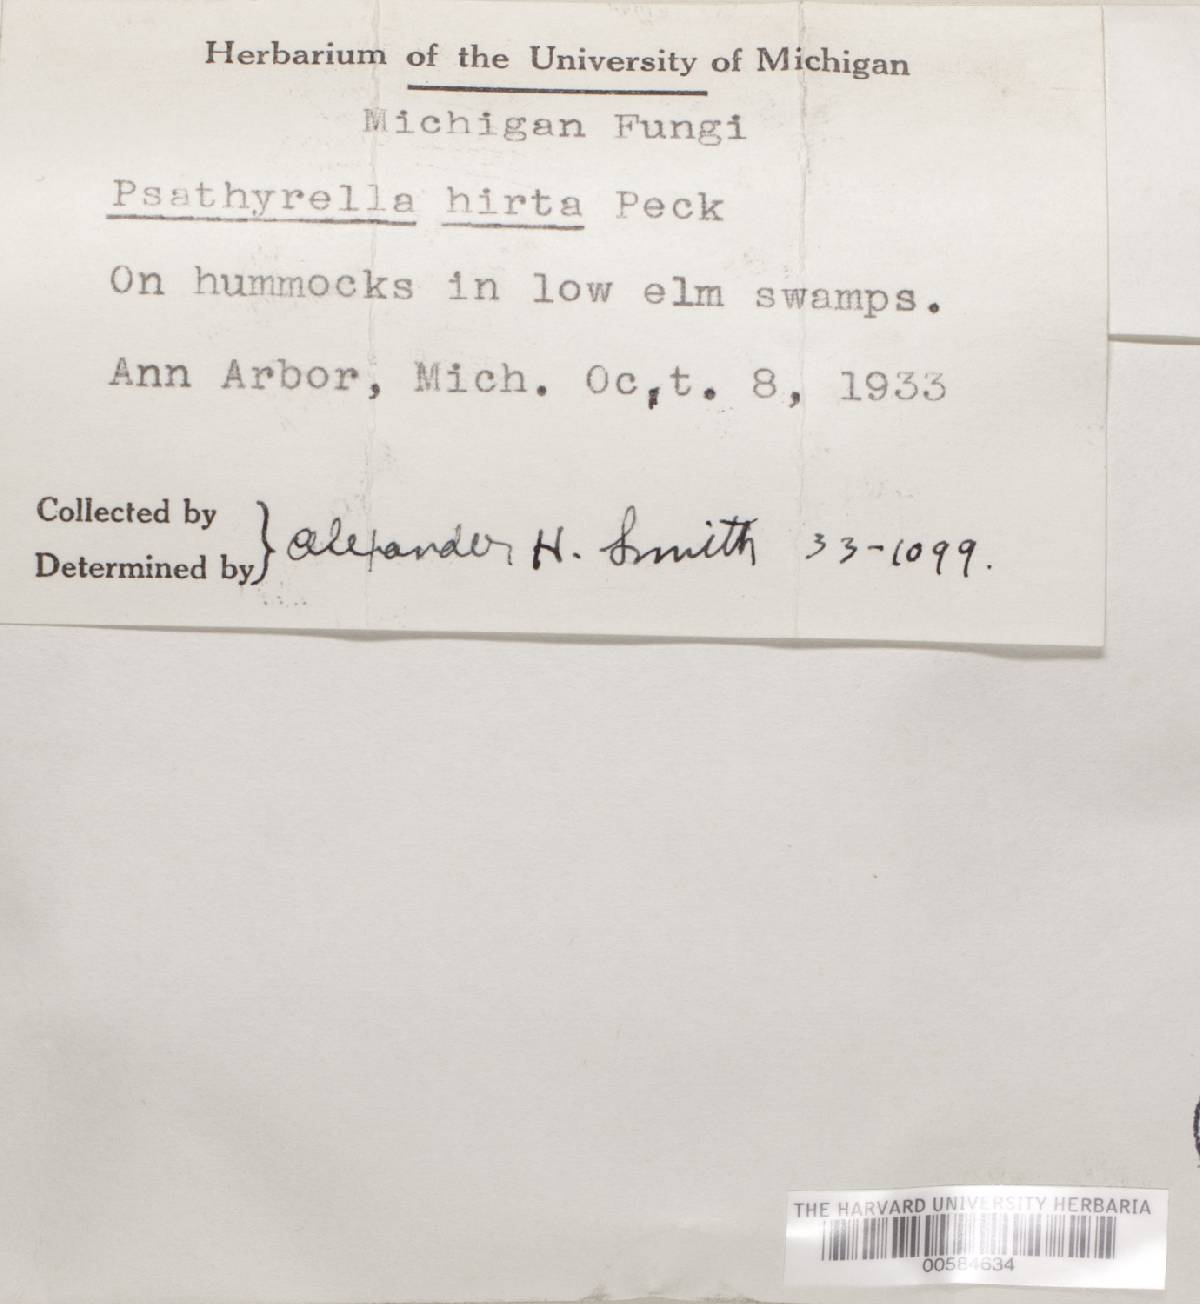 Herbarium of the University of Michigan
Michigan Fungi
Psathyrella hirta Peck
On hummocks in low elm swamps.
Ann Arbor, Mich. Oc,t. 8, 1933
Collected by
Determined by } Alexander H. Smith 33-1099.
THE HARVARD UNIVERSITY HERBARIA
00584634